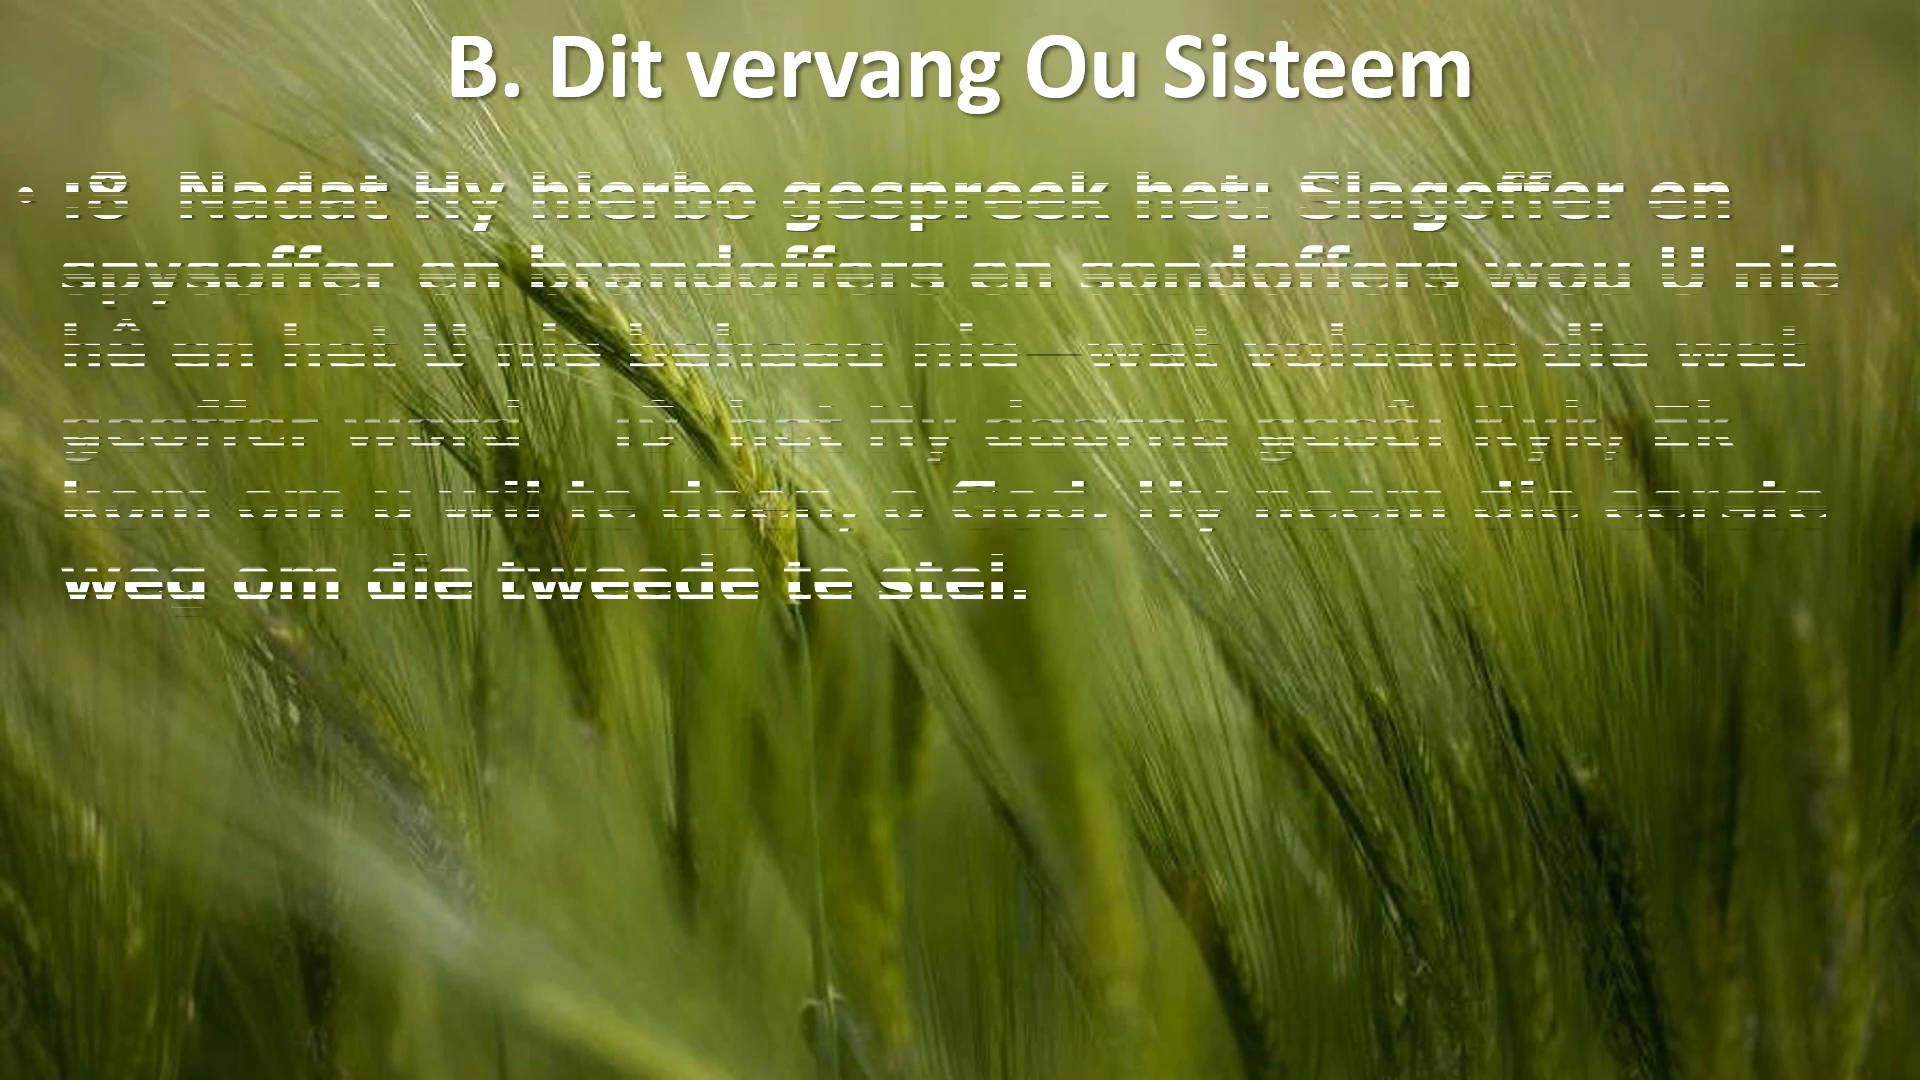 B. Dit vervang Ou Sisteem
• :8 Nadat Hy hierbo gespreek het: Slagoffer en
spysoffer en brandoffers en sondoffers wou U nie
hê en het U nie behaag nie—wat volgens die wet
geoffer word— :9 het Hy daarna gesê: Kyk, Ek
kom om u wil te doen, o God. Hy neem die eerste
weg om die tweede te stel.